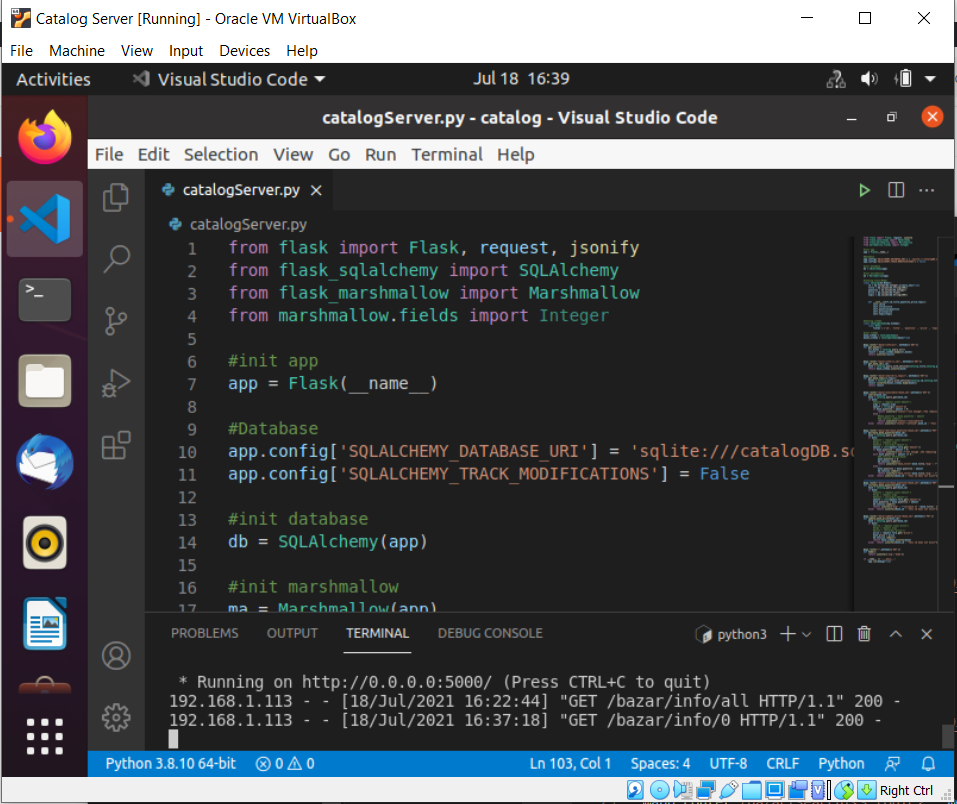 Catalog Server [Running] - Oracle VM VirtualBox
File Machine View Input Devices Help
Activities Visual Studio Code Jul 18 16:39
catalogServer.py - catalog - Visual Studio Code
File Edit Selection View Go Run Terminal Help
catalogServer.py
catalogServer.py
1 from flask import Flask, request, jsonify
2 from flask_sqlalchemy import SQLAlchemy
3 from flask_marshmallow import Marshmallow
4 from marshmallow.fields import Integer
5
6 #init app
7 app = Flask(__name__)
8
9 #Database
10 app.config['SQLALCHEMY_DATABASE_URI'] = 'sqlite:///catalogDB.sq
11 app.config['SQLALCHEMY_TRACK_MODIFICATIONS'] = False
12
13 #init database
14 db = SQLAlchemy(app)
15
16 #init marshmallow
17 ma = Marshmallow(app)
PROBLEMS OUTPUT TERMINAL DEBUG CONSOLE python3
* Running on http://0.0.0.0:5000/ (Press CTRL+C to quit)
192.168.1.113 - - [18/Jul/2021 16:22:44] "GET /bazar/info/all HTTP/1.1" 200 -
192.168.1.113 - - [18/Jul/2021 16:37:18] "GET /bazar/info/0 HTTP/1.1" 200 -
Python 3.8.10 64-bit 0 0 Ln 103, Col 1 Spaces: 4 UTF-8 CRLF Python
Right Ctrl